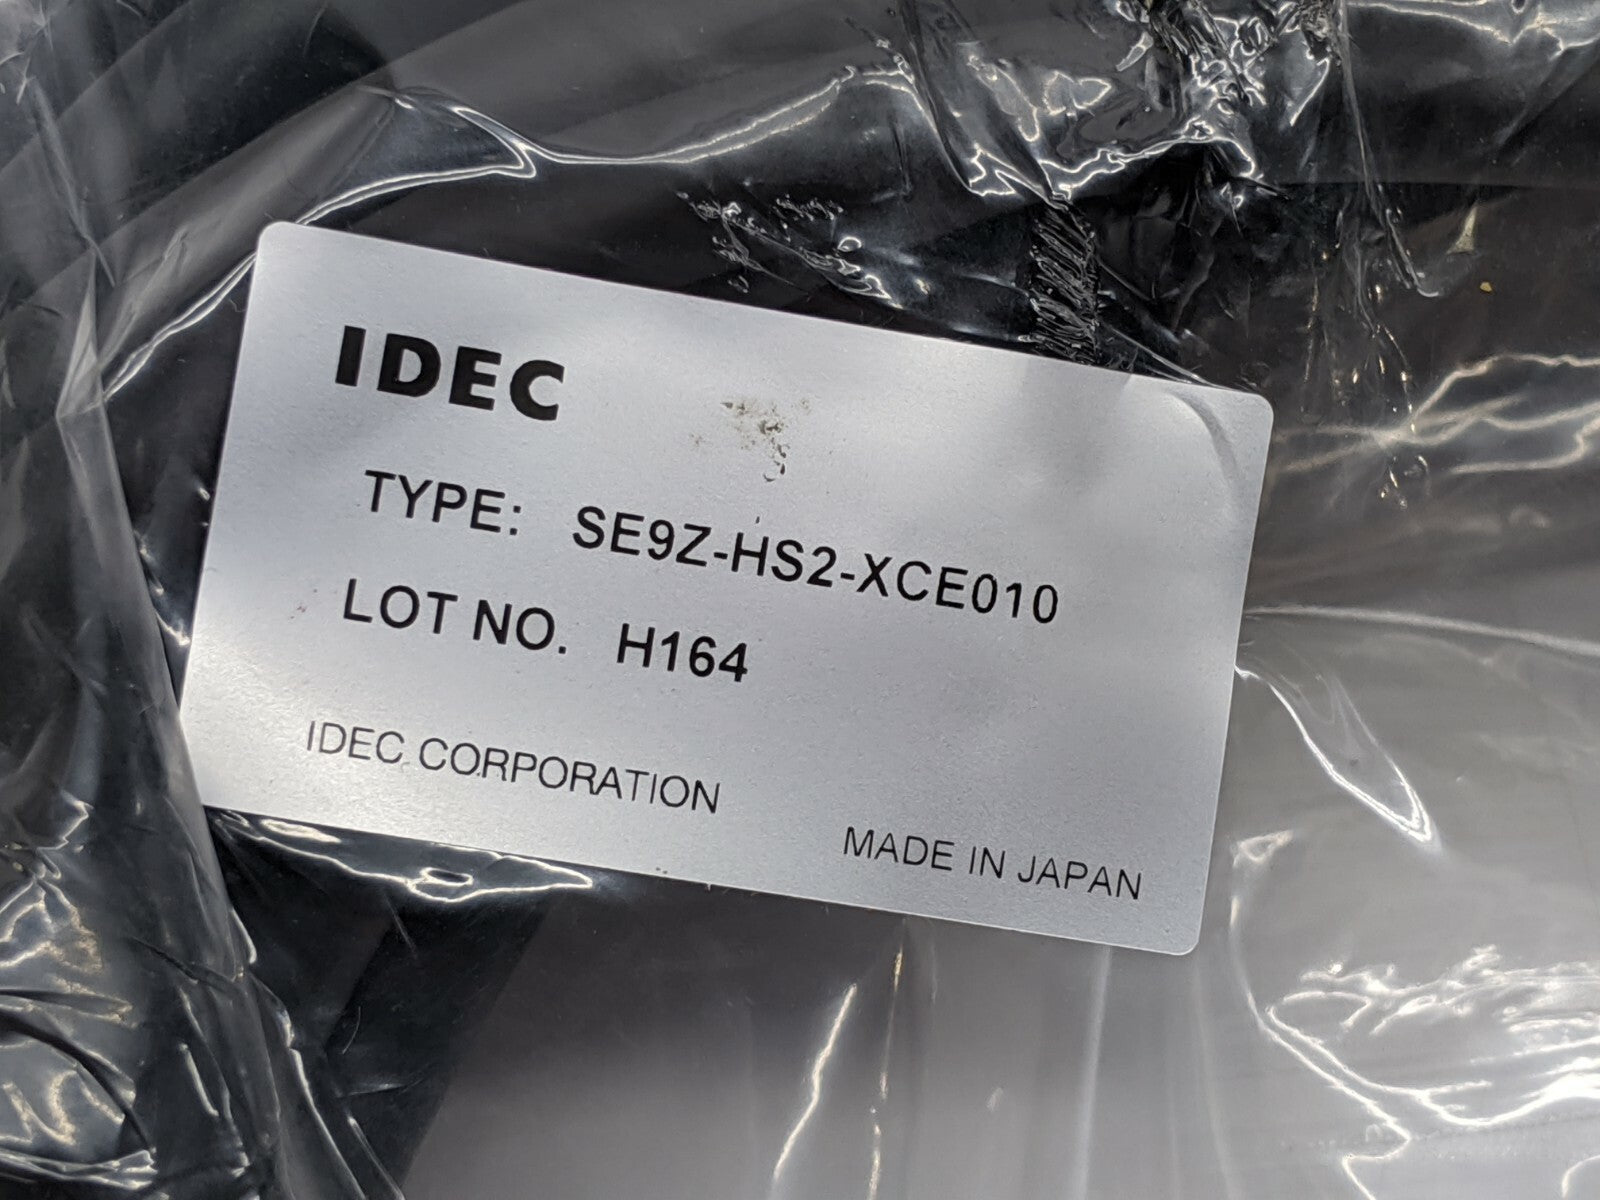 IDEC
TYPE: SE9Z-HS2-XCE010
LOT NO. H164
IDEC CORPORATION
MADE IN JAPAN